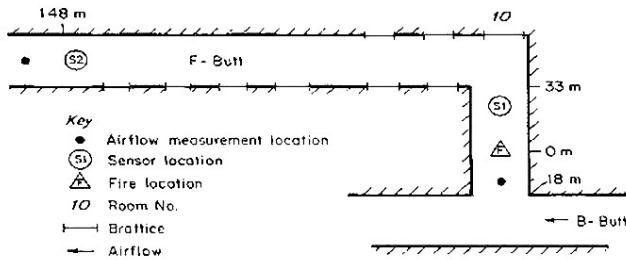 148 m
10
S2
F-Butt
33 m
S1
Key
Airflow measurement location
S1 Sensor location
F
0 m
F Fire location
18 m
10 Room No.
B-Butt
Brattice
Airflow